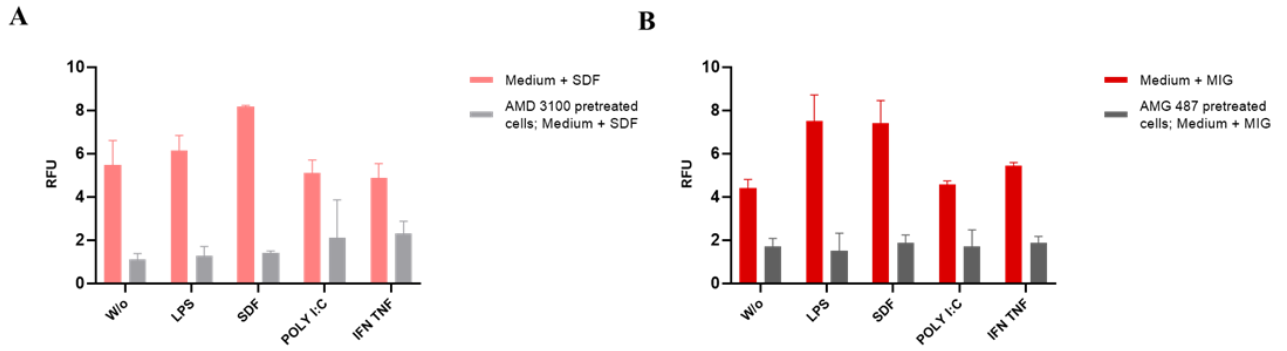 A
10
8
6
4
2
0
RFU
W/o
LPS
SDF
POLY I:C
IFN TNF
Medium + SDF
AMD 3100 pretreated
cells; Medium + SDF
B
10
8
6
4
2
0
RFU
W/o
LPS
SDF
POLY I:C
IFN TNF
Medium + MIG
AMG 487 pretreated
cells; Medium + MIG